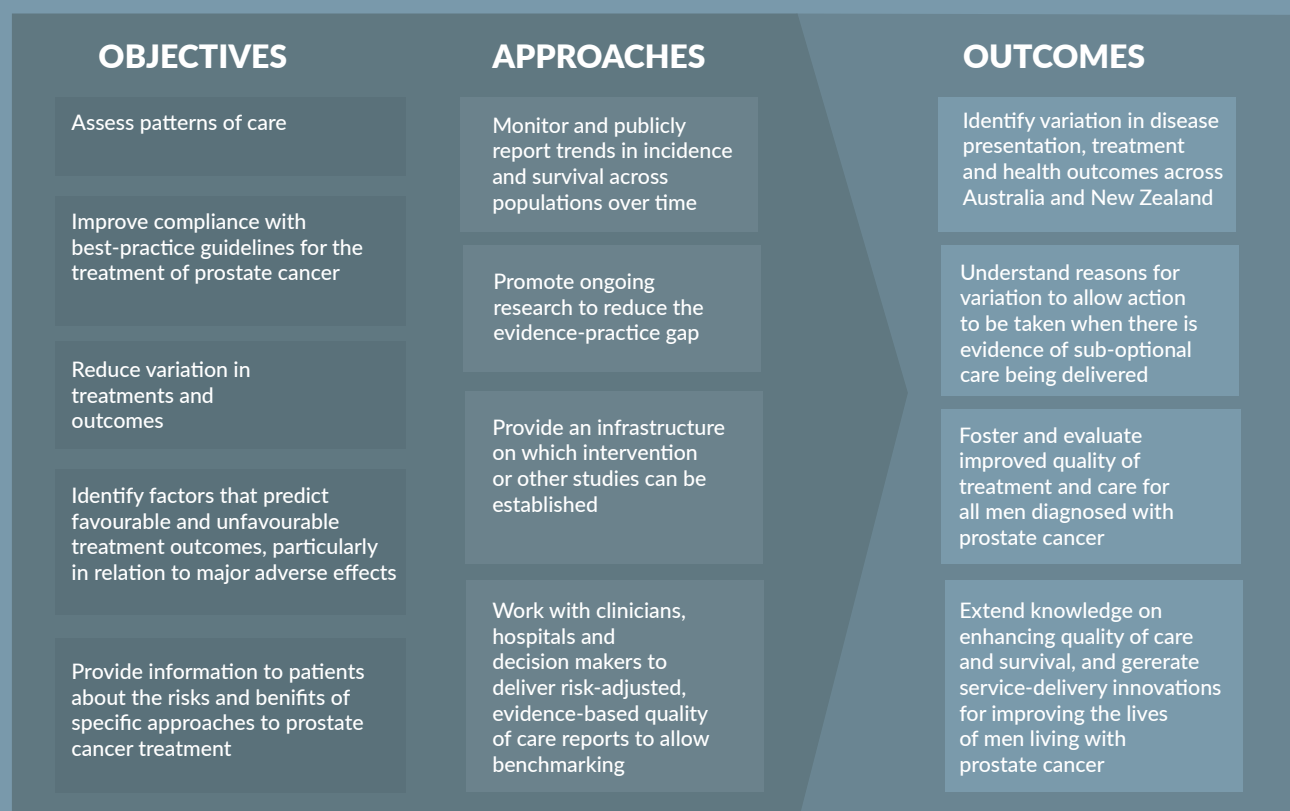 OBJECTIVES
Assess patterns of care
Improve compliance with
best-practice guidelines for the
treatment of prostate cancer
Reduce variation in
treatments and
outcomes
Identify factors that predict
favourable and unfavourable
treatment outcomes, particularly
in relation to major adverse effects
Provide information to patients
about the risks and benifits of
specific approaches to prostate
cancer treatment
APPROACHES
Monitor and publicly
report trends in incidence
and survival across
populations over time
Promote ongoing
research to reduce the
evidence-practice gap
Provide an infrastructure
on which intervention
or other studies can be
established
Work with clinicians,
hospitals and
decision makers to
deliver risk-adjusted,
evidence-based quality
of care reports to allow
benchmarking
OUTCOMES
Identify variation in disease
presentation, treatment
and health outcomes across
Australia and New Zealand
Understand reasons for
variation to allow action
to be taken when there is
evidence of sub-optional
care being delivered
Foster and evaluate
improved quality of
treatment and care for
all men diagnosed with
prostate cancer
Extend knowledge on
enhancing quality of care
and survival, and gererate
service-delivery innovations
for improving the lives
of men living with
prostate cancer